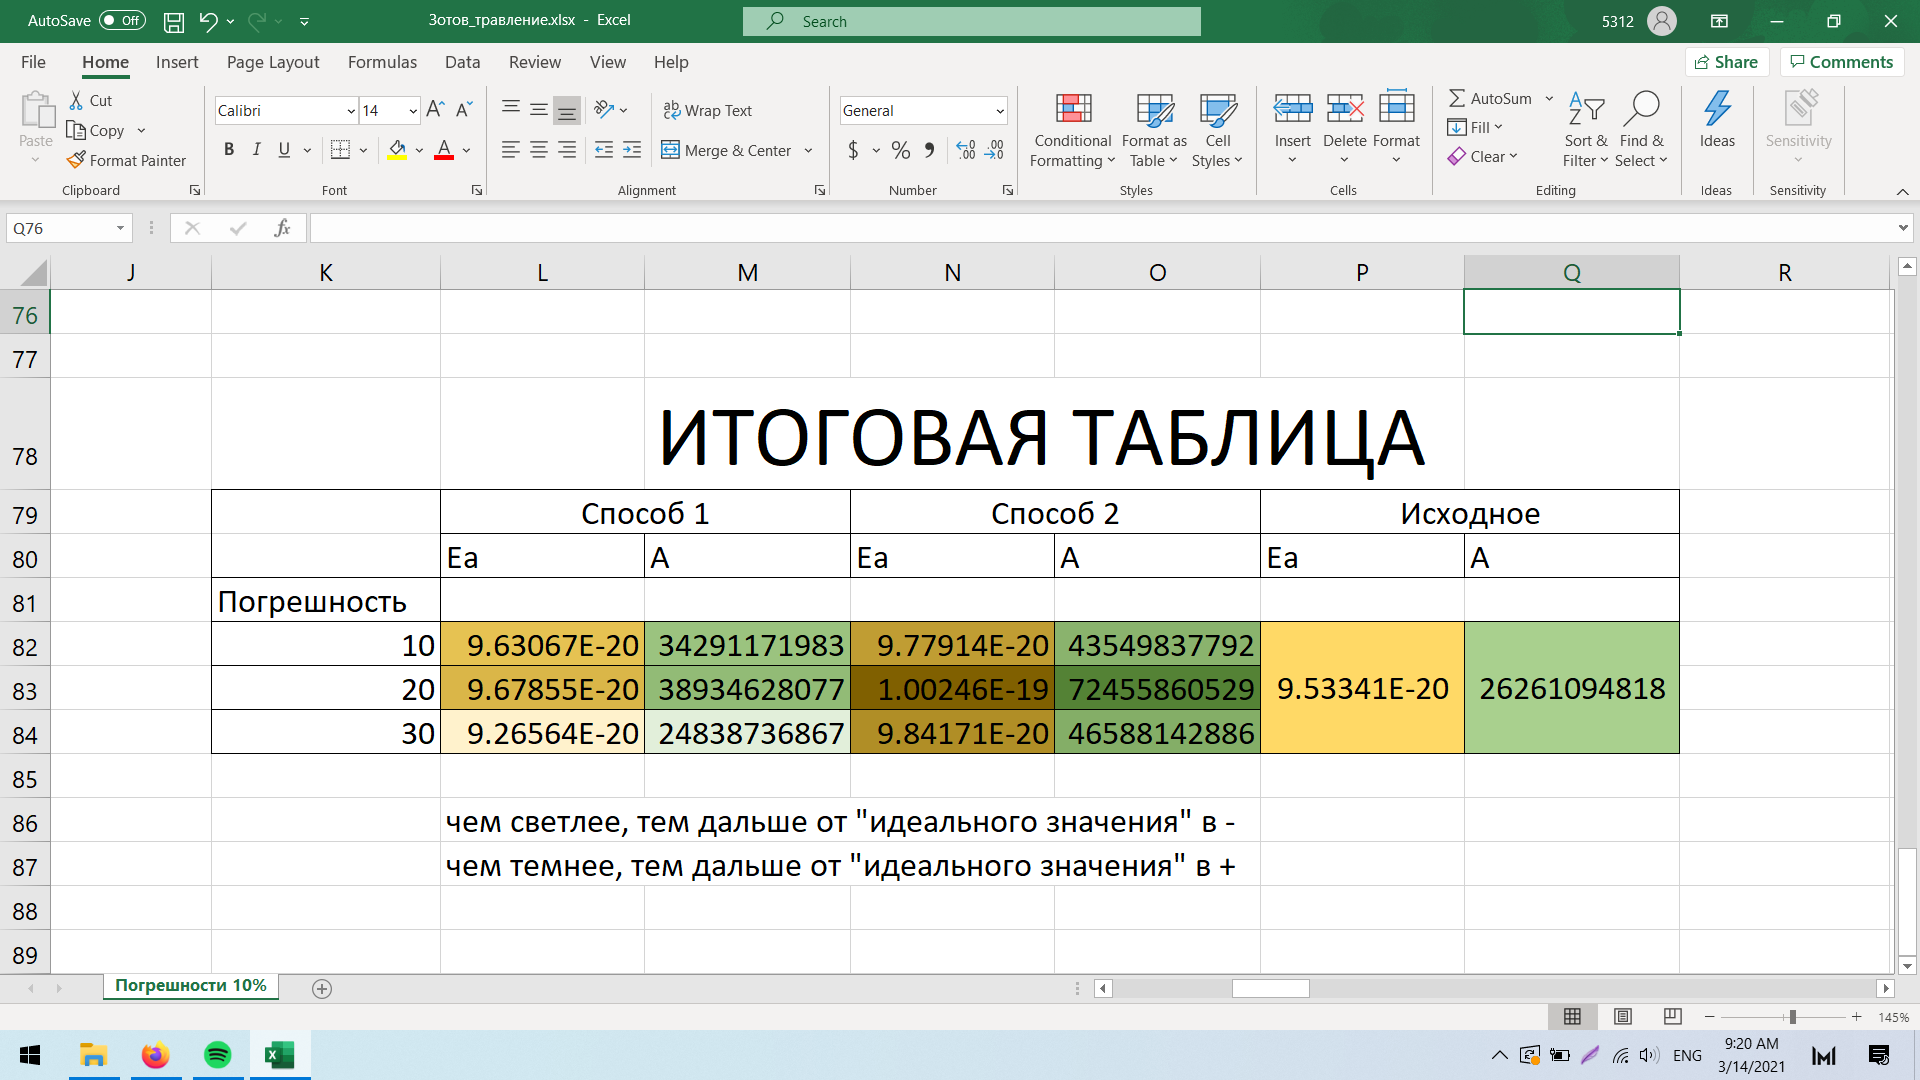 AutoSave Off Зотов_травление.xlsx - Excel Search 5312
File Home Insert Page Layout Formulas Data Review View Help Share Comments
Paste Cut Copy Format Painter Clipboard
Calibri 14 B I U A Font
Wrap Text Merge & Center Alignment
General $ % Number
Conditional Formatting Format as Table Cell Styles Styles
Insert Delete Format Cells
AutoSum Fill Clear Sort & Filter Find & Select Editing
Ideas Ideas
Sensitivity Sensitivity
Q76 fx
J K L M N O P Q R
76
77
78 ИТОГОВАЯ ТАБЛИЦА
79 Способ 1 Способ 2 Исходное
80 Еа А Еа А Еа А
81 Погрешность
82 10 9.63067E-20 34291171983 9.77914E-20 43549837792
83 20 9.67855E-20 38934628077 1.00246E-19 72455860529 9.53341E-20 26261094818
84 30 9.26564E-20 24838736867 9.84171E-20 46588142886
85
86 чем светлее, тем дальше от "идеального значения" в -
87 чем темнее, тем дальше от "идеального значения" в +
88
89
Погрешности 10%
145%
ENG 9:20 AM
3/14/2021